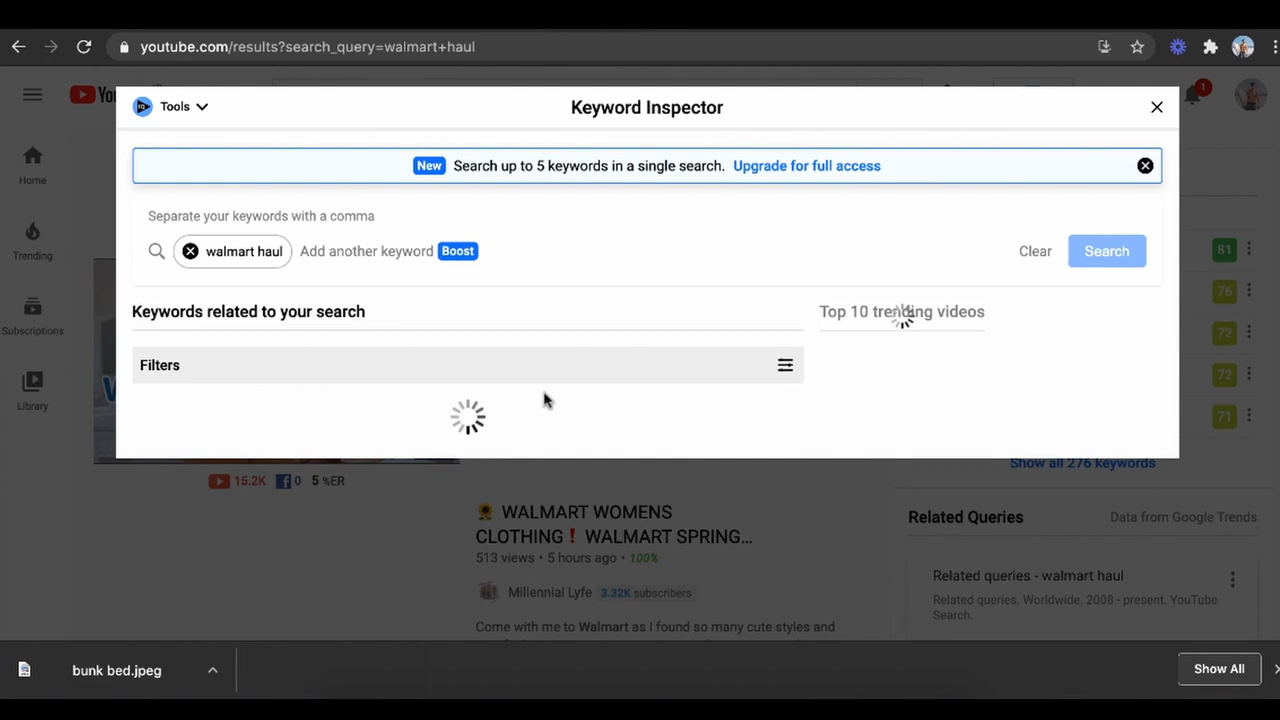 youtube.com/results?search_query=walmart+haul
Tools
Keyword Inspector
New Search up to 5 keywords in a single search. Upgrade for full access
Separate your keywords with a comma
walmart haul Add another keyword Boost Clear Search
Keywords related to your search
Top 10 trending videos
Filters
1
Home
Trending
Subscriptions
Library
81
76
72
72
71
Show all 276 keywords
15.2K 0 5 %ER
WALMART WOMENS
CLOTHING❗ WALMART SPRING...
513 views • 5 hours ago • 100%
Millennial Lyfe 3.32K subscribers
Come with me to Walmart as I found so many cute styles and
Related Queries Data from Google Trends
Related queries - walmart haul
Related queries. Worldwide. 2008 - present. YouTube
Search.
bunk bed.jpeg
Show All